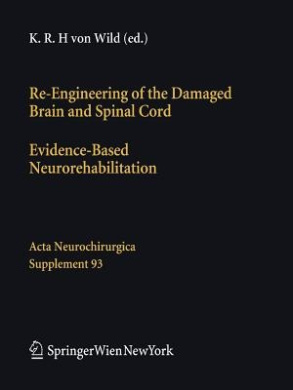 K. R. H von Wild (ed.)
Re-Engineering of the Damaged
Brain and Spinal Cord
Evidence-Based
Neurorehabilitation
Acta Neurochirurgica
Supplement 93
SpringerWienNewYork